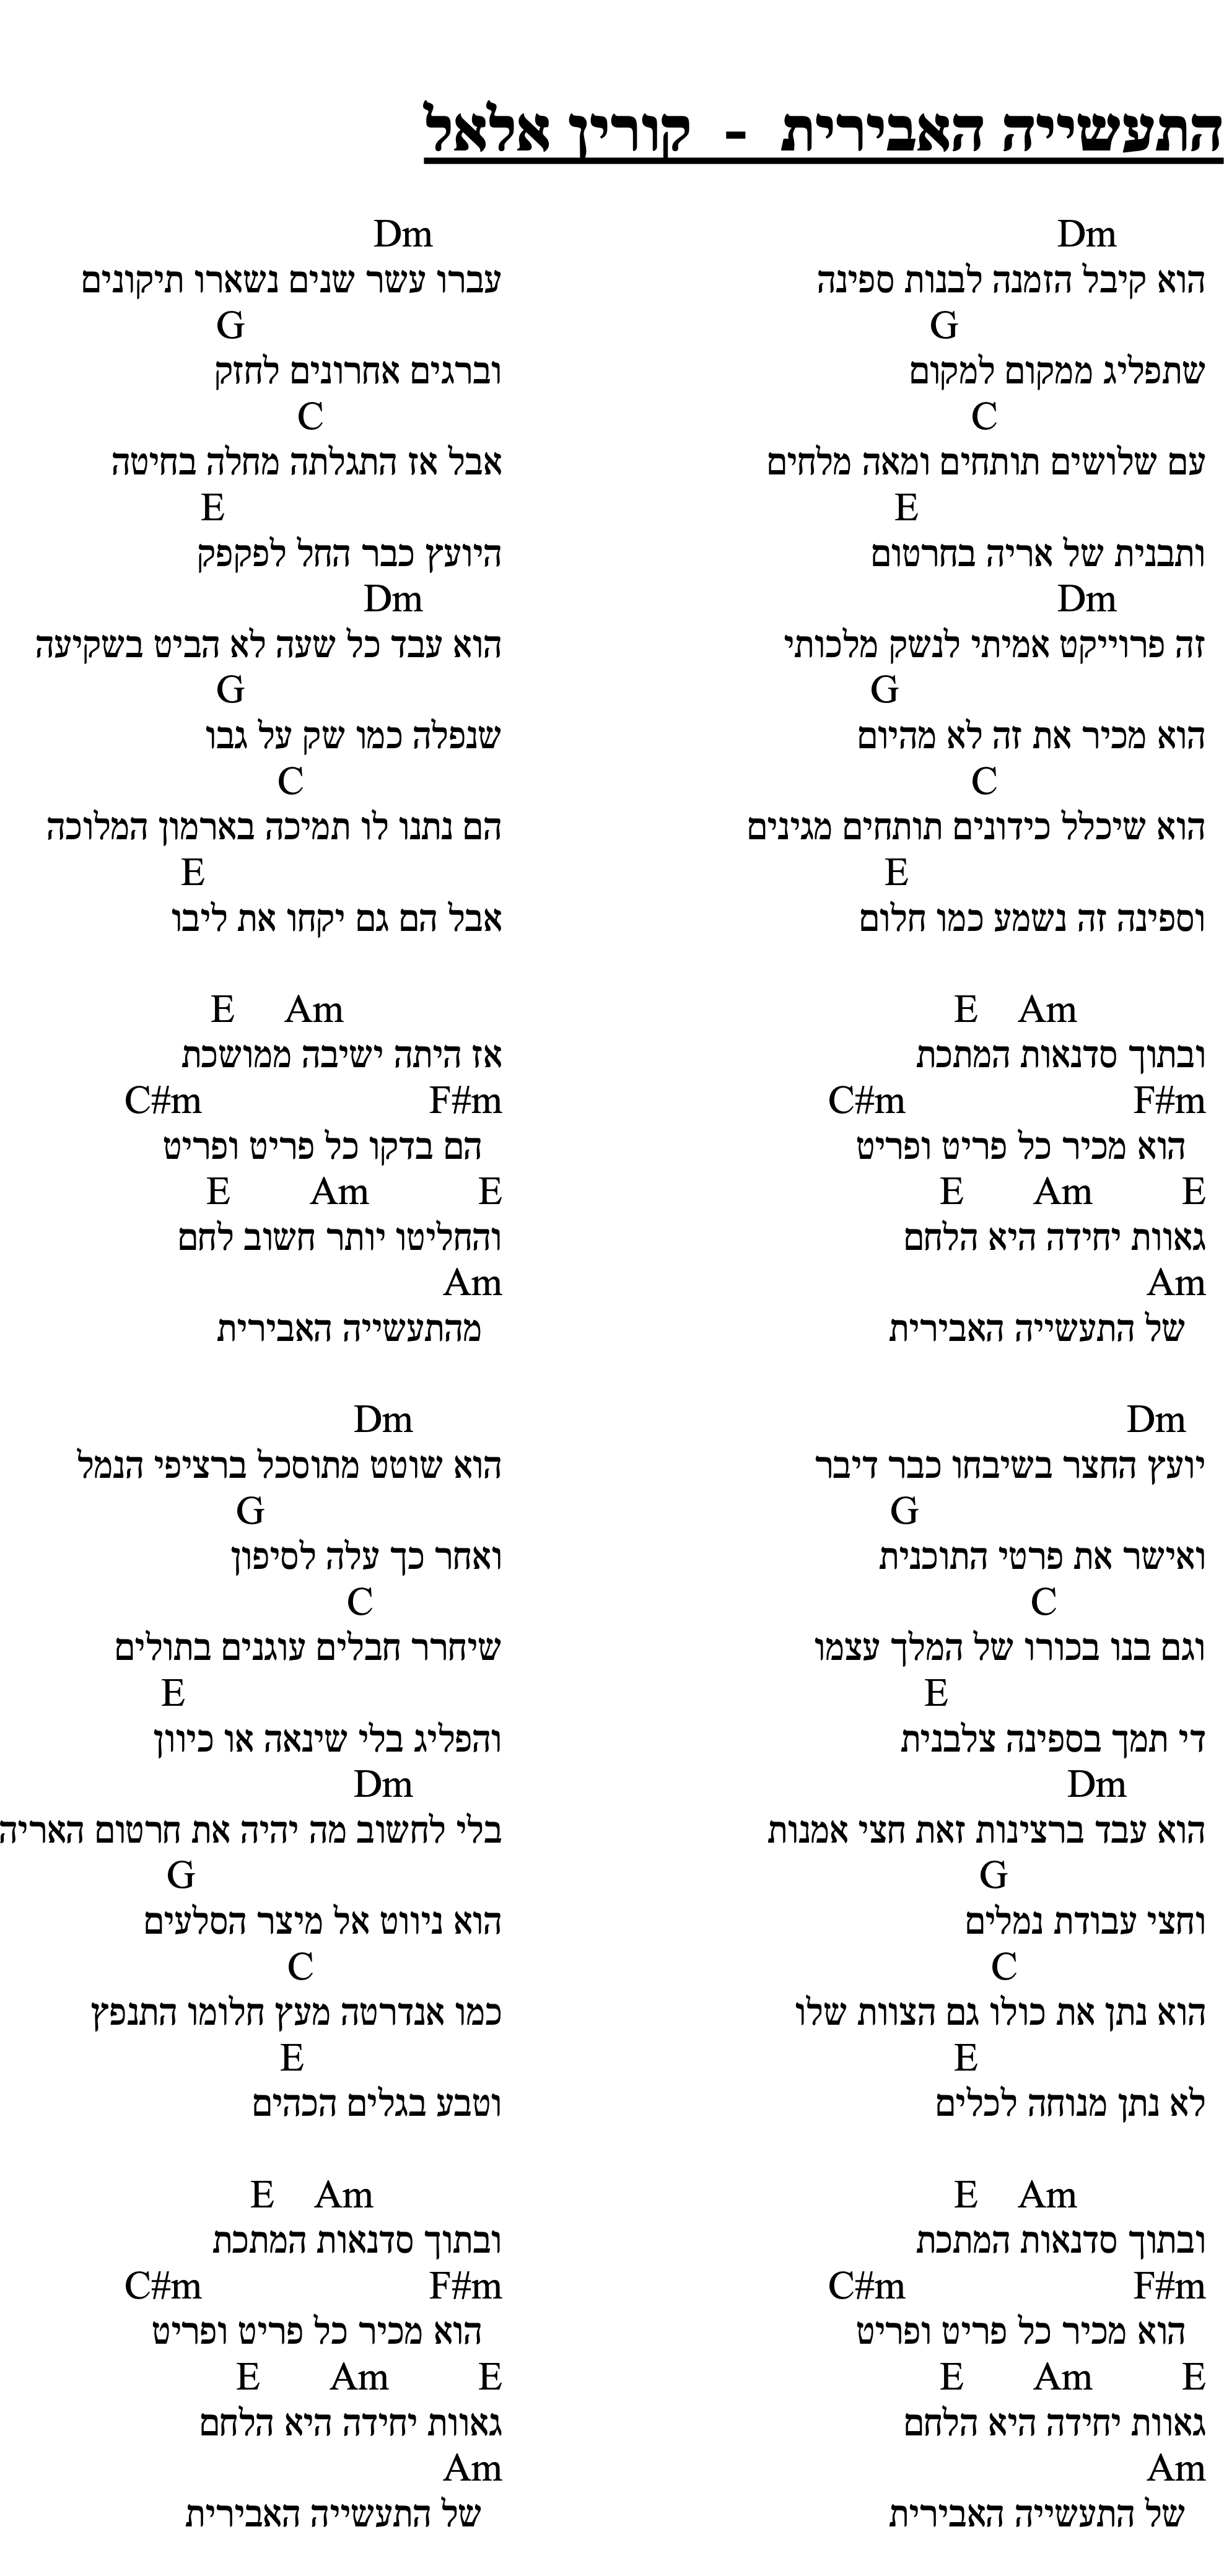 התעשייה האבירית - קורין אלאל
Dm
הוא קיבל הזמנה לבנות ספינה
G
שתפליג ממקום למקום
C
עם שלושים תותחים ומאה מלחים
E
ותבנית של אריה בחרטום
Dm
זה פרוייקט אמיתי לנשק מלכותי
G
הוא מכיר את זה לא מהיום
C
הוא שיכלל כידונים תותחים מגינים
E
וספינה זה נשמע כמו חלום
E Am
ובתוך סדנאות המתכת
C#m F#m
הוא מכיר כל פריט ופריט
E Am E
גאוות יחידה היא הלחם
Am
של התעשייה האבירית
Dm
יועץ החצר בשיבחו כבר דיבר
G
ואישר את פרטי התוכנית
C
וגם בנו בכורו של המלך עצמו
E
די תמך בספינה צלבנית
Dm
הוא עבד ברצינות זאת חצי אמנות
G
וחצי עבודת נמלים
C
הוא נתן את כולו גם הצוות שלו
E
לא נתן מנוחה לכלים
E Am
ובתוך סדנאות המתכת
C#m F#m
הוא מכיר כל פריט ופריט
E Am E
גאוות יחידה היא הלחם
Am
של התעשייה האבירית
Dm
עברו עשר שנים נשארו תיקונים
G
וברגים אחרונים לחזק
C
אבל אז התגלתה מחלה בחיטה
E
היועץ כבר החל לפקפק
Dm
הוא עבד כל שעה לא הביט בשקיעה
G
שנפלה כמו שק על גבו
C
הם נתנו לו תמיכה בארמון המלוכה
E
אבל הם גם יקחו את ליבו
E Am
אז היתה ישיבה ממושכת
C#m F#m
הם בדקו כל פריט ופריט
E Am E
והחליטו יותר חשוב לחם
Am
מהתעשייה האבירית
Dm
הוא שוטט מתוסכל ברציפי הנמל
G
ואחר כך עלה לסיפון
C
שיחרר חבלים עוגנים בתולים
E
והפליג בלי שינאה או כיוון
Dm
בלי לחשוב מה יהיה את חרטום האריה
G
הוא ניווט אל מיצר הסלעים
C
כמו אנדרטה מעץ חלומו התנפץ
E
וטבע בגלים הכהים
E Am
ובתוך סדנאות המתכת
C#m F#m
הוא מכיר כל פריט ופריט
E Am E
גאוות יחידה היא הלחם
Am
של התעשייה האבירית